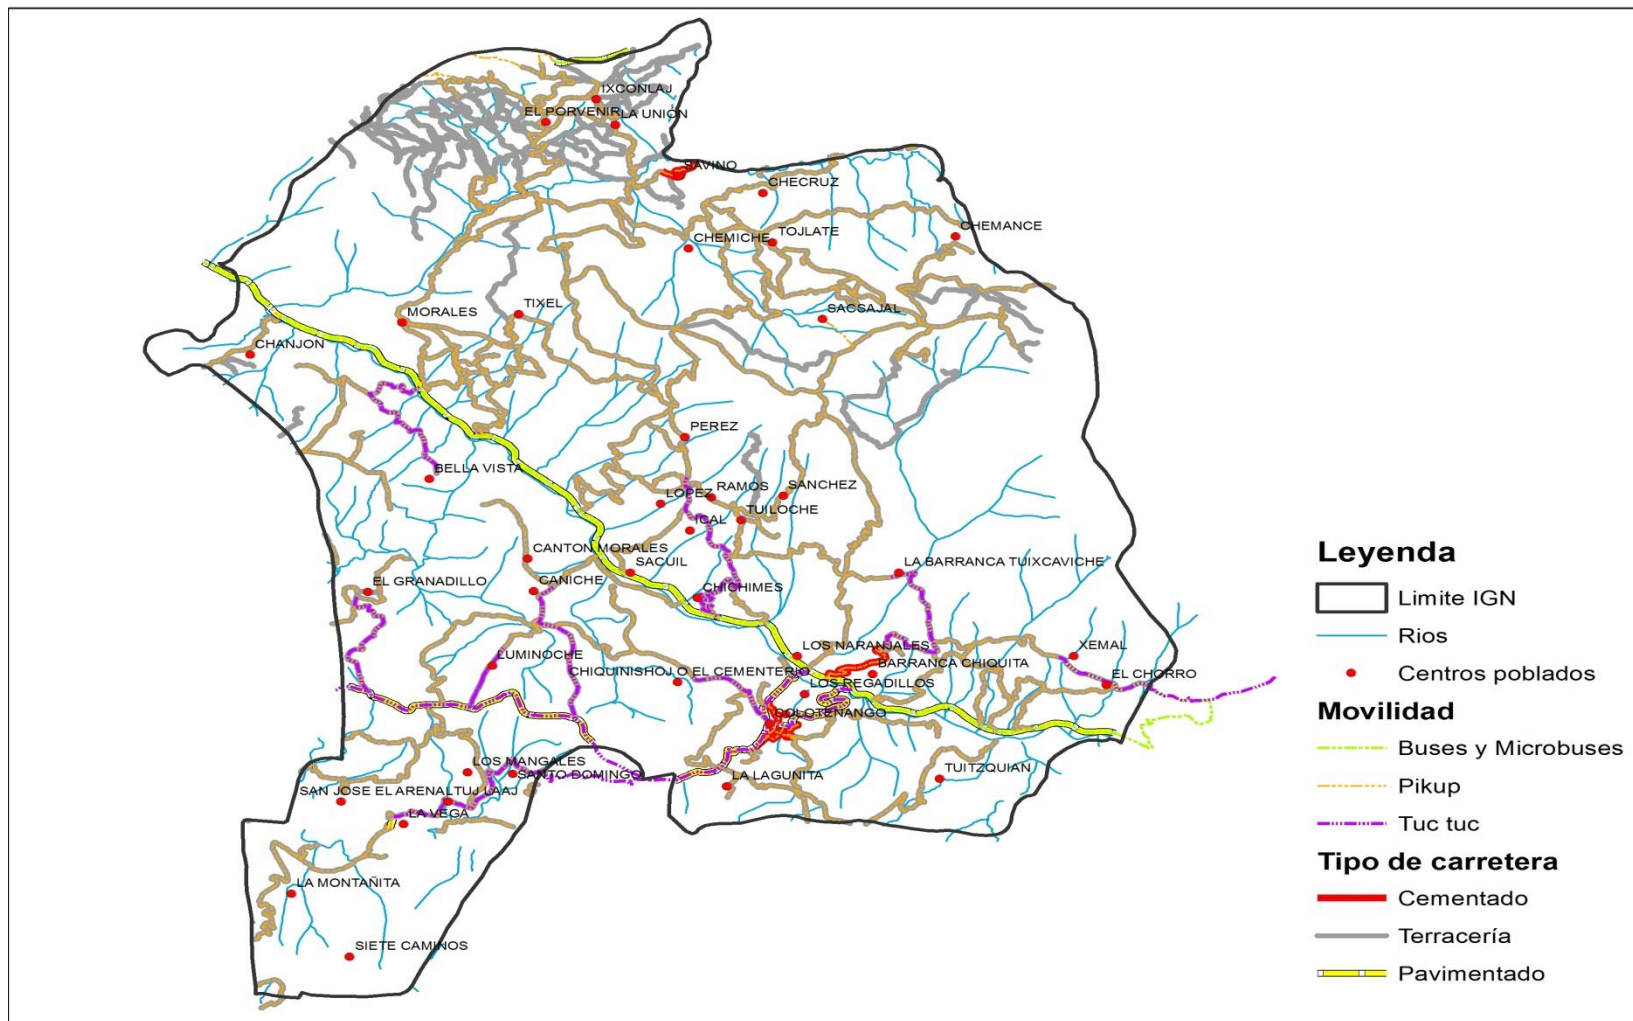 IXCONLAJ
EL PORVENIR
LA UNIÓN
SAVINO
CHECRUZ
CHEMANCE
CHEMICHE
TOJLATE
MORALES
TIXEL
SACSAJAL
CHANJON
PEREZ
BELLA VISTA
LOPEZ
RAMOS
SANCHEZ
TUILOCHE
ICAL
CANTON MORALES
SACUIL
LA BARRANCA TUIXCAVICHE
EL GRANADILLO
CANICHE
CHICHIMES
LOS NARANJALES
XEMAL
LUMINOCHE
CHIQUINISHOJ O EL CEMENTERIO
BARRANCA CHIQUITA
EL CHORRO
LOS REGADILLOS
COLOTENANGO
LOS MANGALES
SANTO DOMINGO
LA LAGUNITA
TUITZQUIAN
SAN JOSE EL ARENAL
TUJ LAAJ
LA VEGA
LA MONTAÑITA
SIETE CAMINOS
Leyenda
Limite IGN
Rios
Centros poblados
Movilidad
Buses y Microbuses
Pikup
Tuc tuc
Tipo de carretera
Cementado
Terracería
Pavimentado